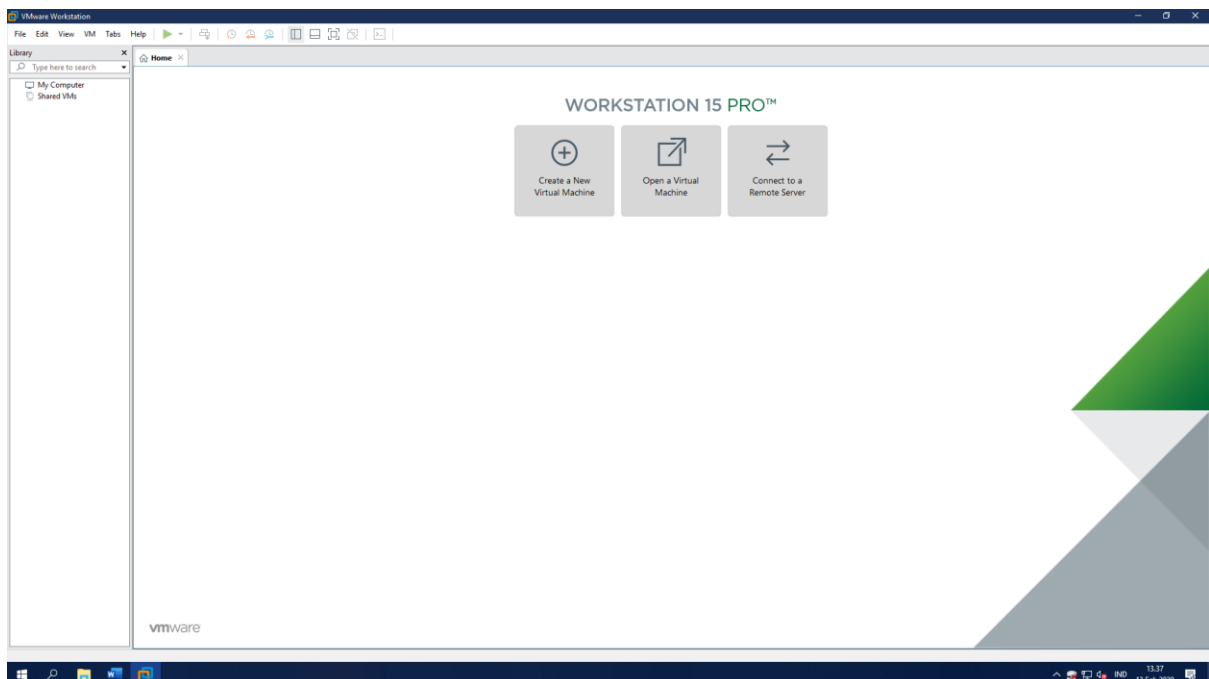 VMware Workstation
File Edit View VM Tabs Help
Library
Type here to search
My Computer
Shared VMs
Home
WORKSTATION 15 PRO™
Create a New
Virtual Machine
Open a Virtual
Machine
Connect to a
Remote Server
vmware
W
IND
13.37